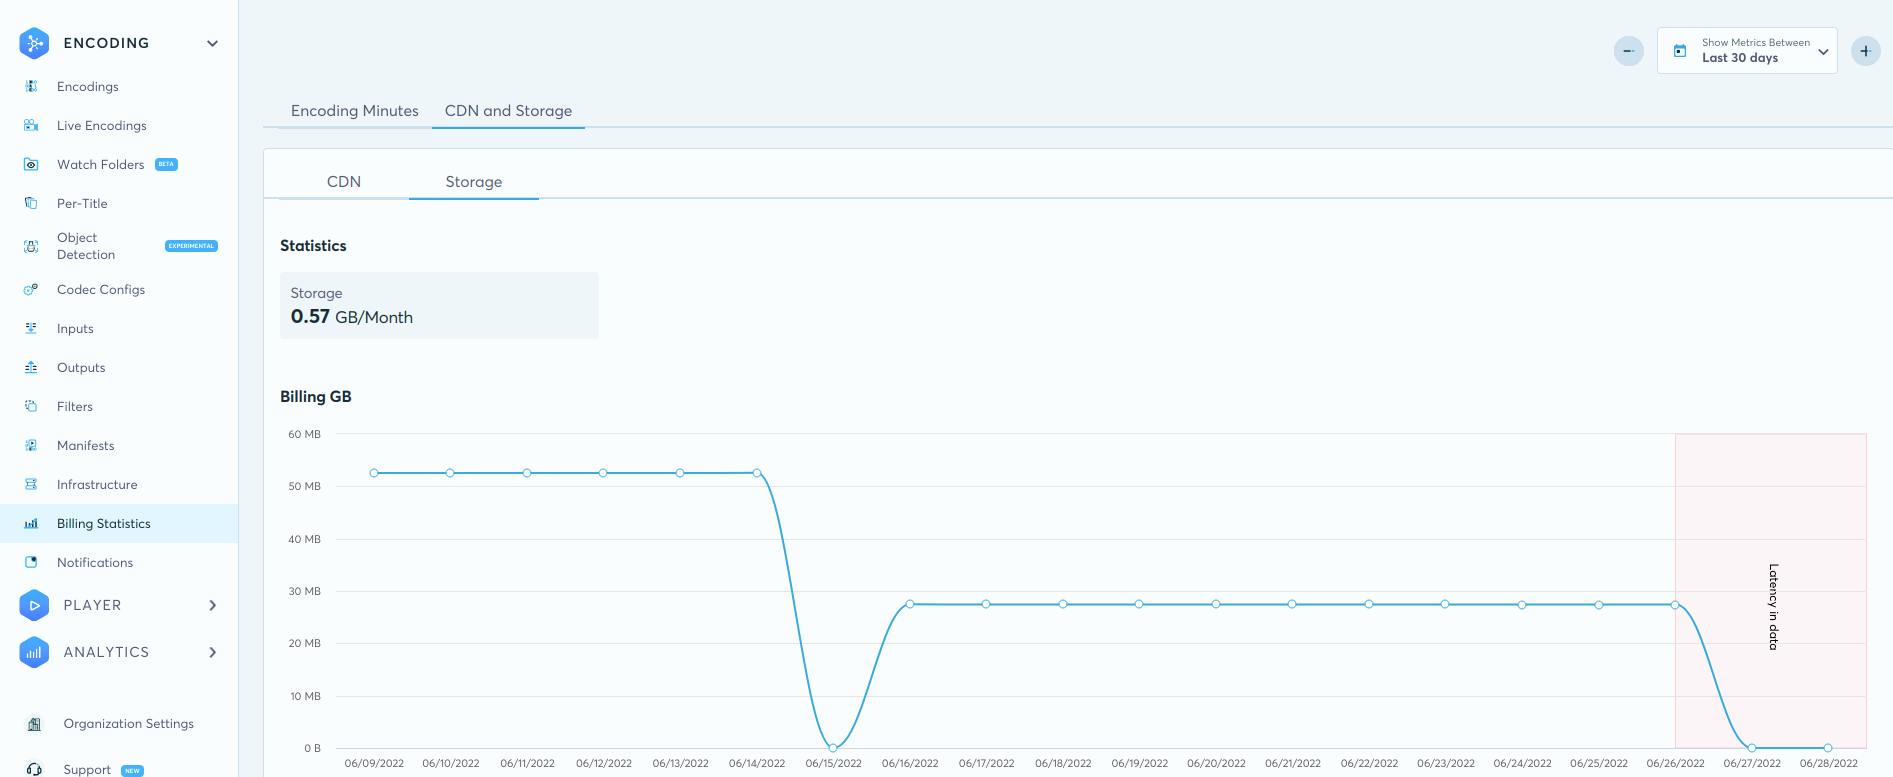 ENCODING
Encodings
Live Encodings
Watch Folders BETA
Per-Title
Object
Detection
EXPERIMENTAL
Codec Configs
Inputs
Outputs
Filters
Manifests
Infrastructure
Billing Statistics
Notifications
PLAYER
ANALYTICS
Organization Settings
Support NEW
Show Metrics Between
Last 30 days
Encoding Minutes CDN and Storage
CDN Storage
Statistics
Storage
0.57 GB/Month
Billing GB
60 MB
50 MB
40 MB
30 MB
20 MB
10 MB
0 B
Latency in data
06/09/2022 06/10/2022 06/11/2022 06/12/2022 06/13/2022 06/14/2022 06/15/2022 06/16/2022 06/17/2022 06/18/2022 06/19/2022 06/20/2022 06/21/2022 06/22/2022 06/23/2022 06/24/2022 06/25/2022 06/26/2022 06/27/2022 06/28/2022